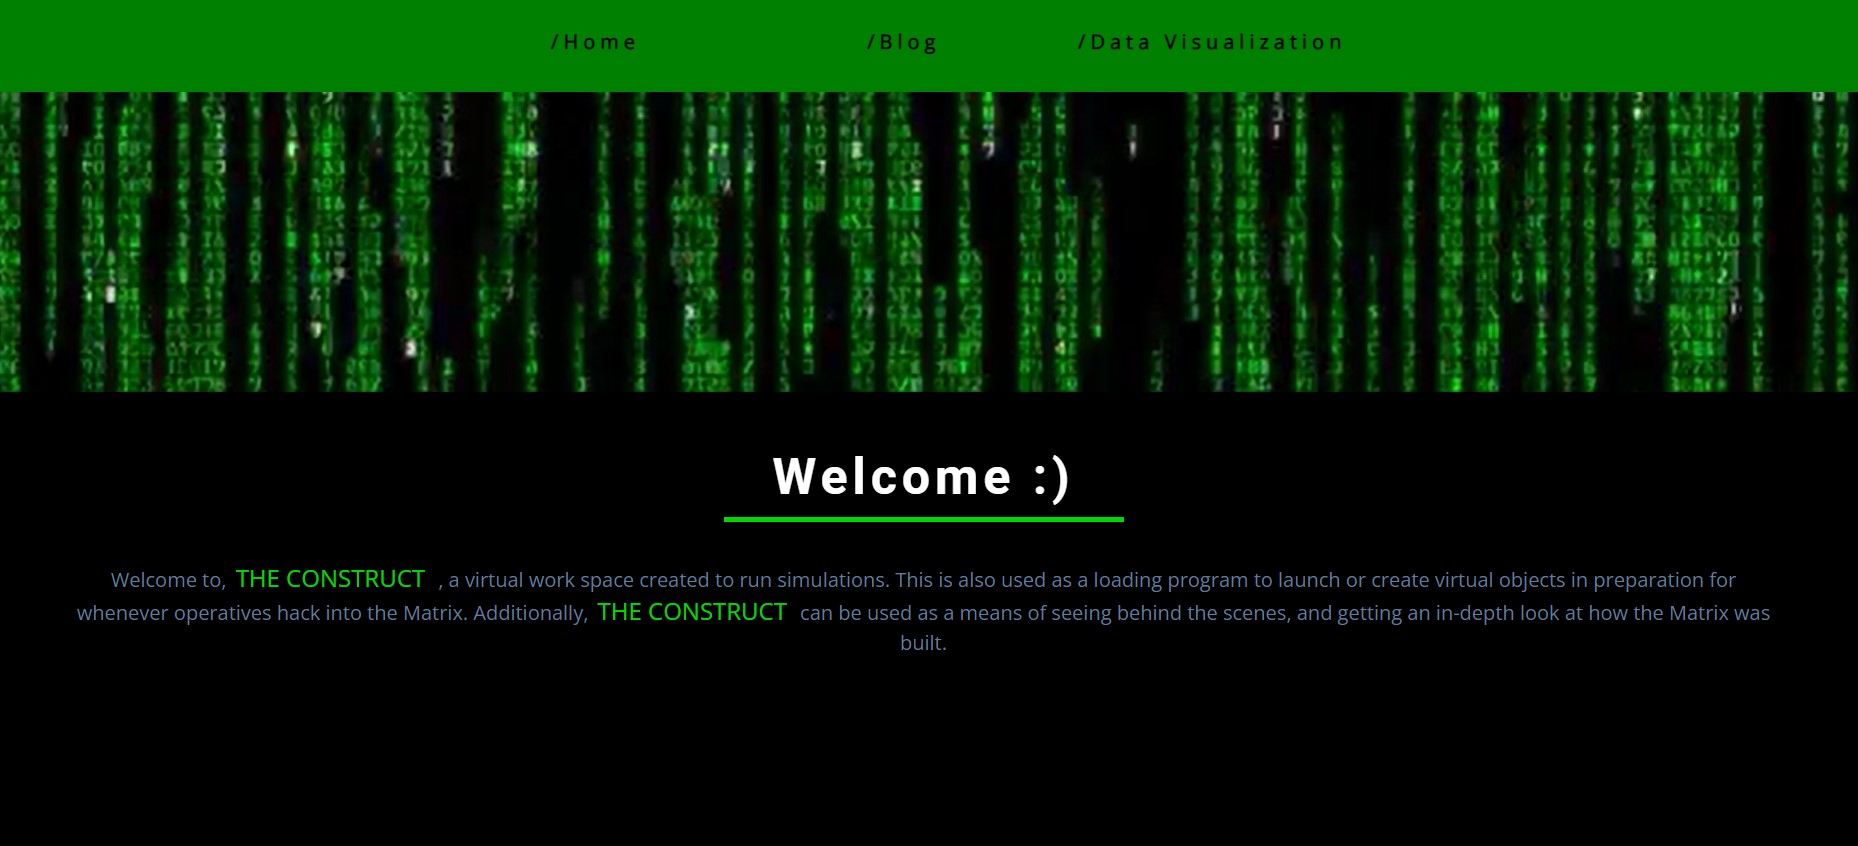 /Home /Blog /Data Visualization
Welcome :)
Welcome to, THE CONSTRUCT , a virtual work space created to run simulations. This is also used as a loading program to launch or create virtual objects in preparation for
whenever operatives hack into the Matrix. Additionally, THE CONSTRUCT can be used as a means of seeing behind the scenes, and getting an in-depth look at how the Matrix was
built.